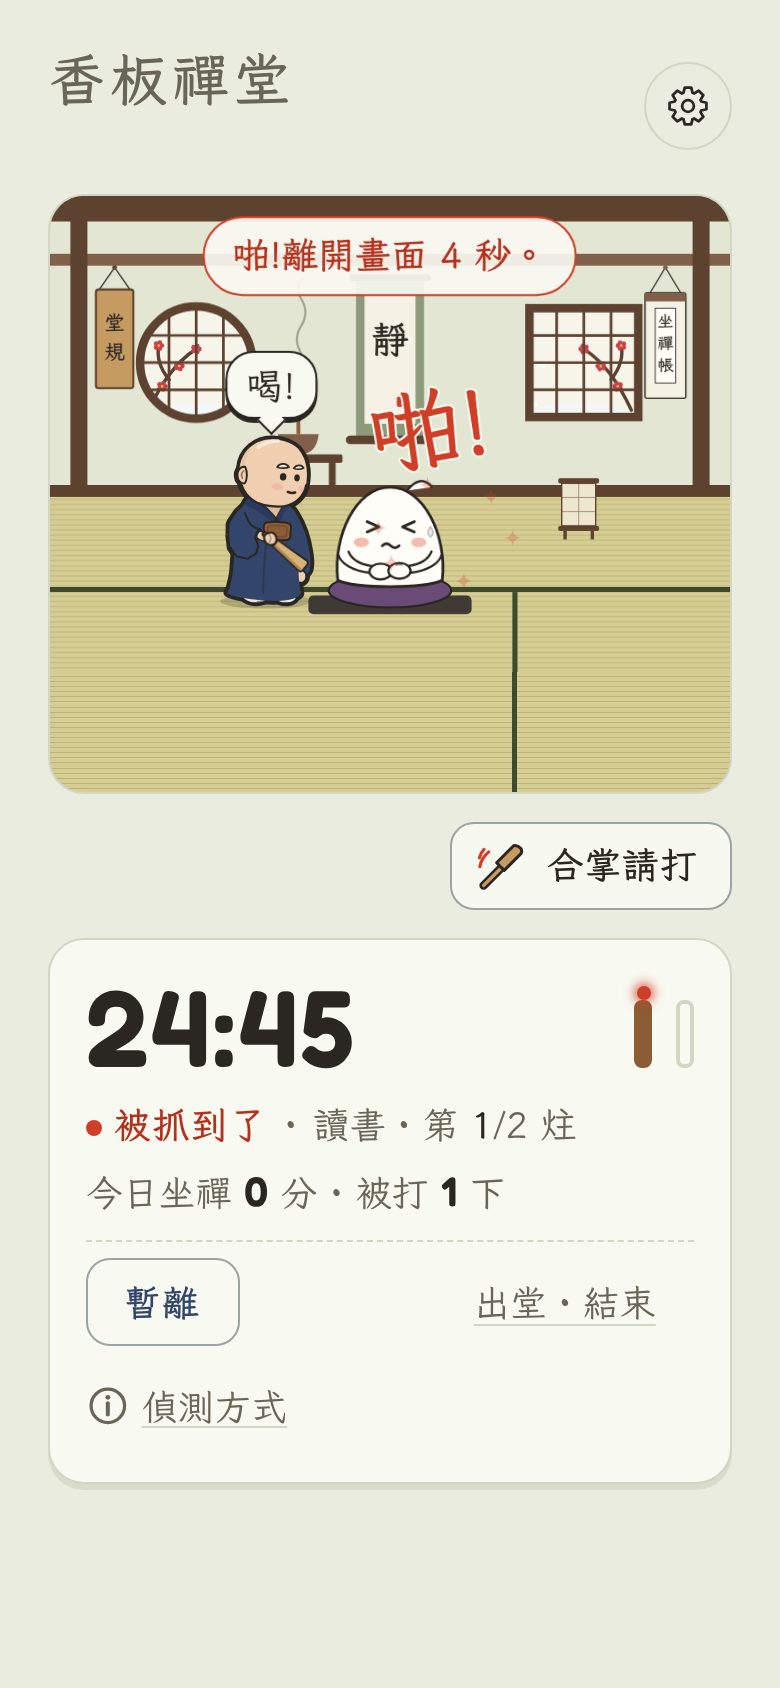 香板禪堂
啪!離開畫面 4 秒。
堂規
靜
坐禪帳
喝!
啪!
合掌請打
24:45
被抓到了 · 讀書 · 第 1/2 炷
今日坐禪 0 分 · 被打 1 下
暫離
出堂 · 結束
偵測方式